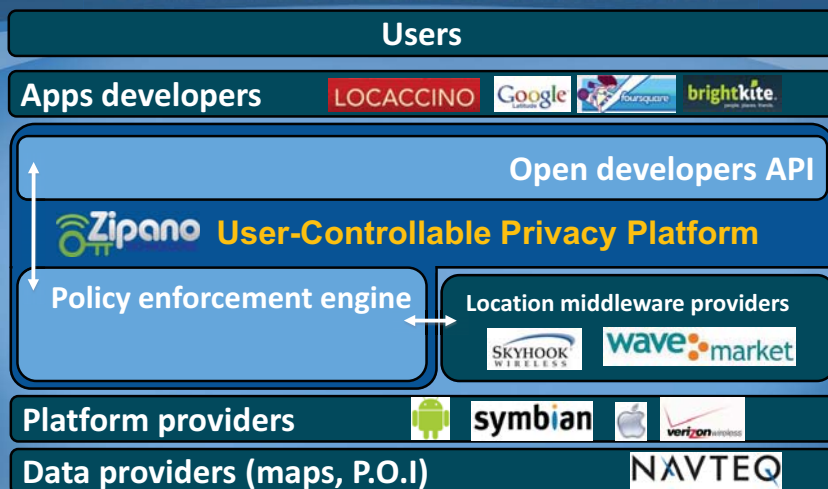 Users
Apps developers
LOCACCINO
Google
Latitude
foursquare
brightkite.
people. places. friends.
Open developers API
Zipano
User-Controllable Privacy Platform
Policy enforcement engine
Location middleware providers
SKYHOOK
WIRELESS
wave market
Platform providers
symbian
verizon wireless
Data providers (maps, P.O.I)
NAVTEQ